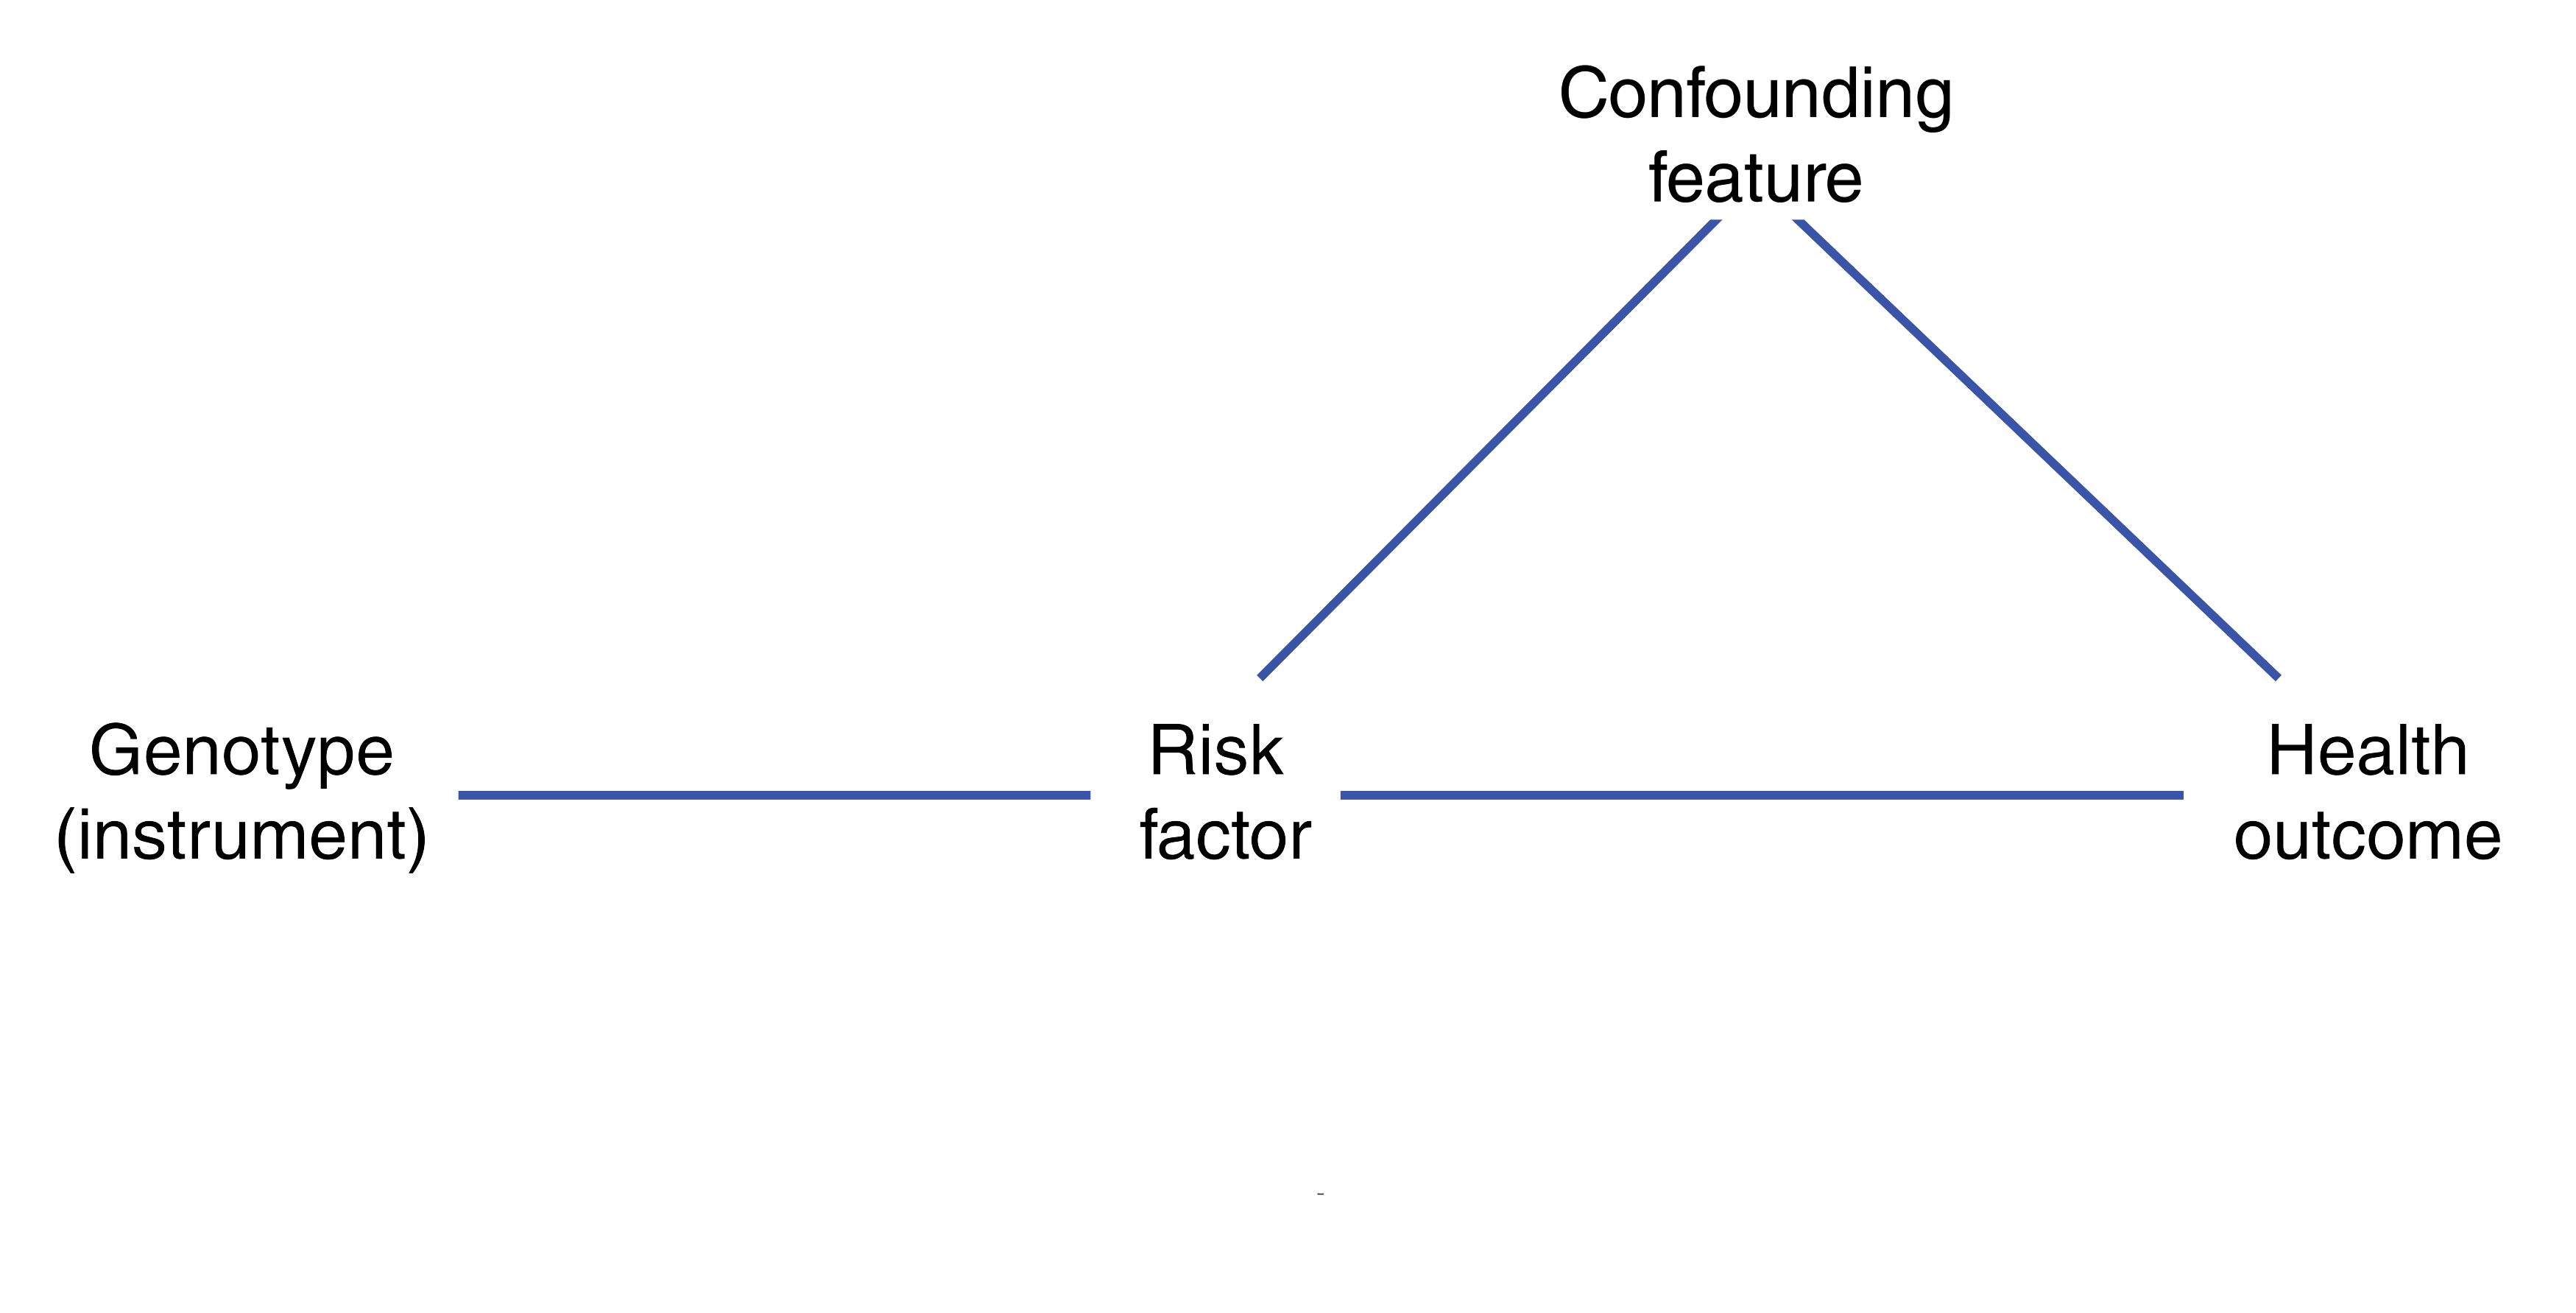 Confounding
feature
Genotype
(instrument)
Risk
factor
Health
outcome
-